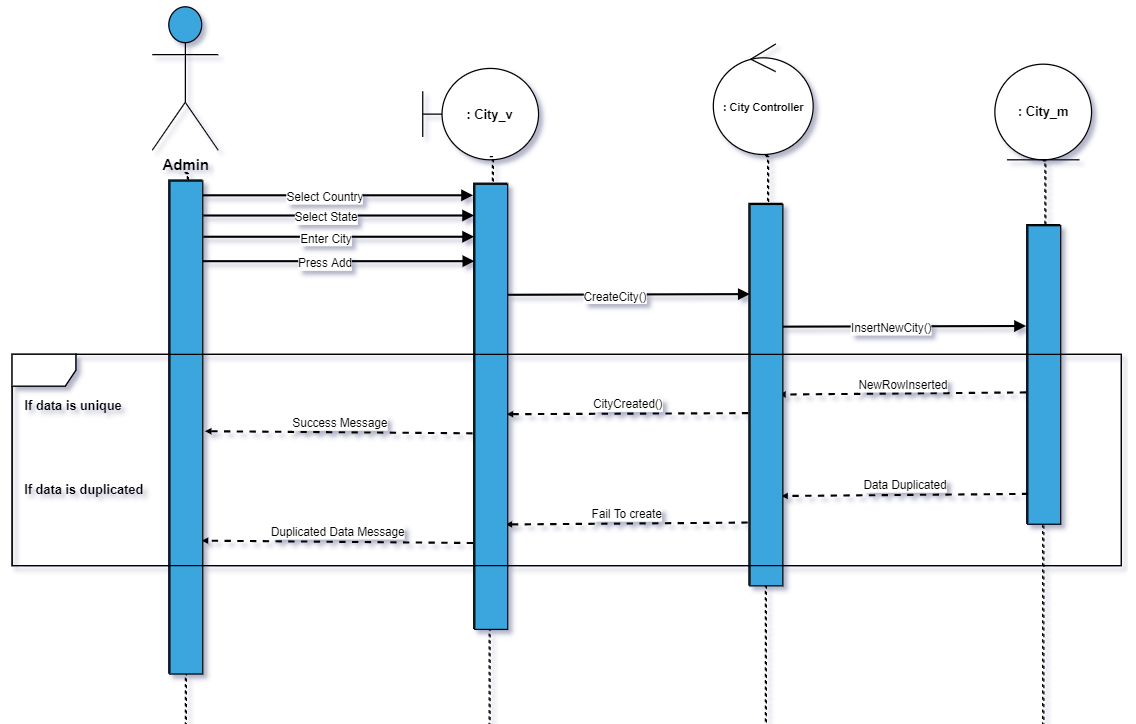 Admin
: City_v
: City Controller
: City_m
Select Country
Select State
Enter City
Press Add
CreateCity()
InsertNewCity()
NewRowInserted
If data is unique
CityCreated()
Success Message
If data is duplicated
Data Duplicated
Fail To create
Duplicated Data Message